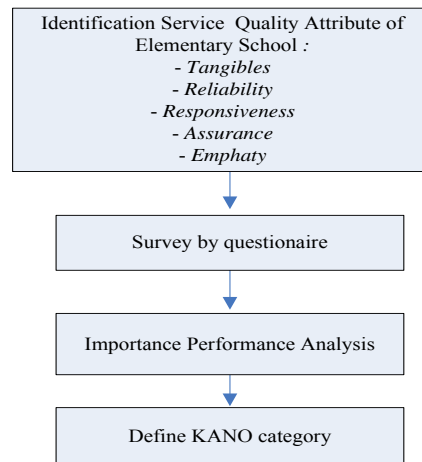 Identification Service Quality Attribute of
Elementary School :
- Tangibles
- Reliability
- Responsiveness
- Assurance
- Emphaty
Survey by questionaire
Importance Performance Analysis
Define KANO category